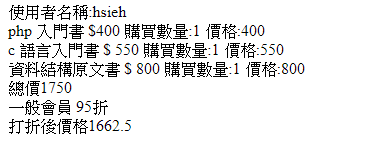 使用者名稱:hsieh
php 入門書 $400 購買數量:1 價格:400
c 語言入門書 $ 550 購買數量:1 價格:550
資料結構原文書 $ 800 購買數量:1 價格:800
總價1750
一般會員 95折
打折後價格1662.5